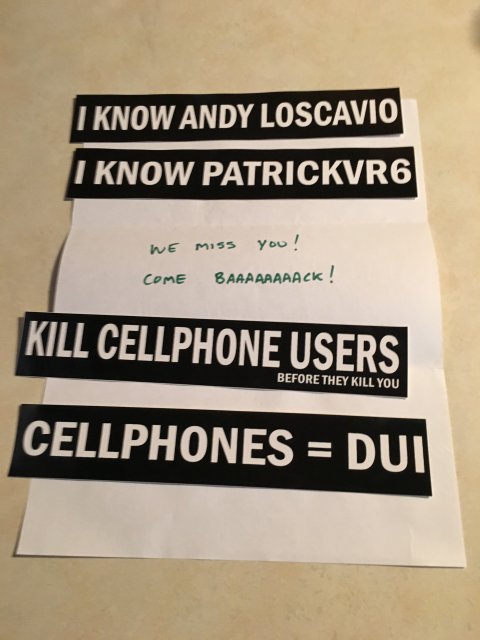 I KNOW ANDY LOSCAVIO
I KNOW PATRICKVR6
WE MISS YOU!
COME BAAAAAAAACK!
KILL CELLPHONE USERS
BEFORE THEY KILL YOU
CELLPHONES = DUI